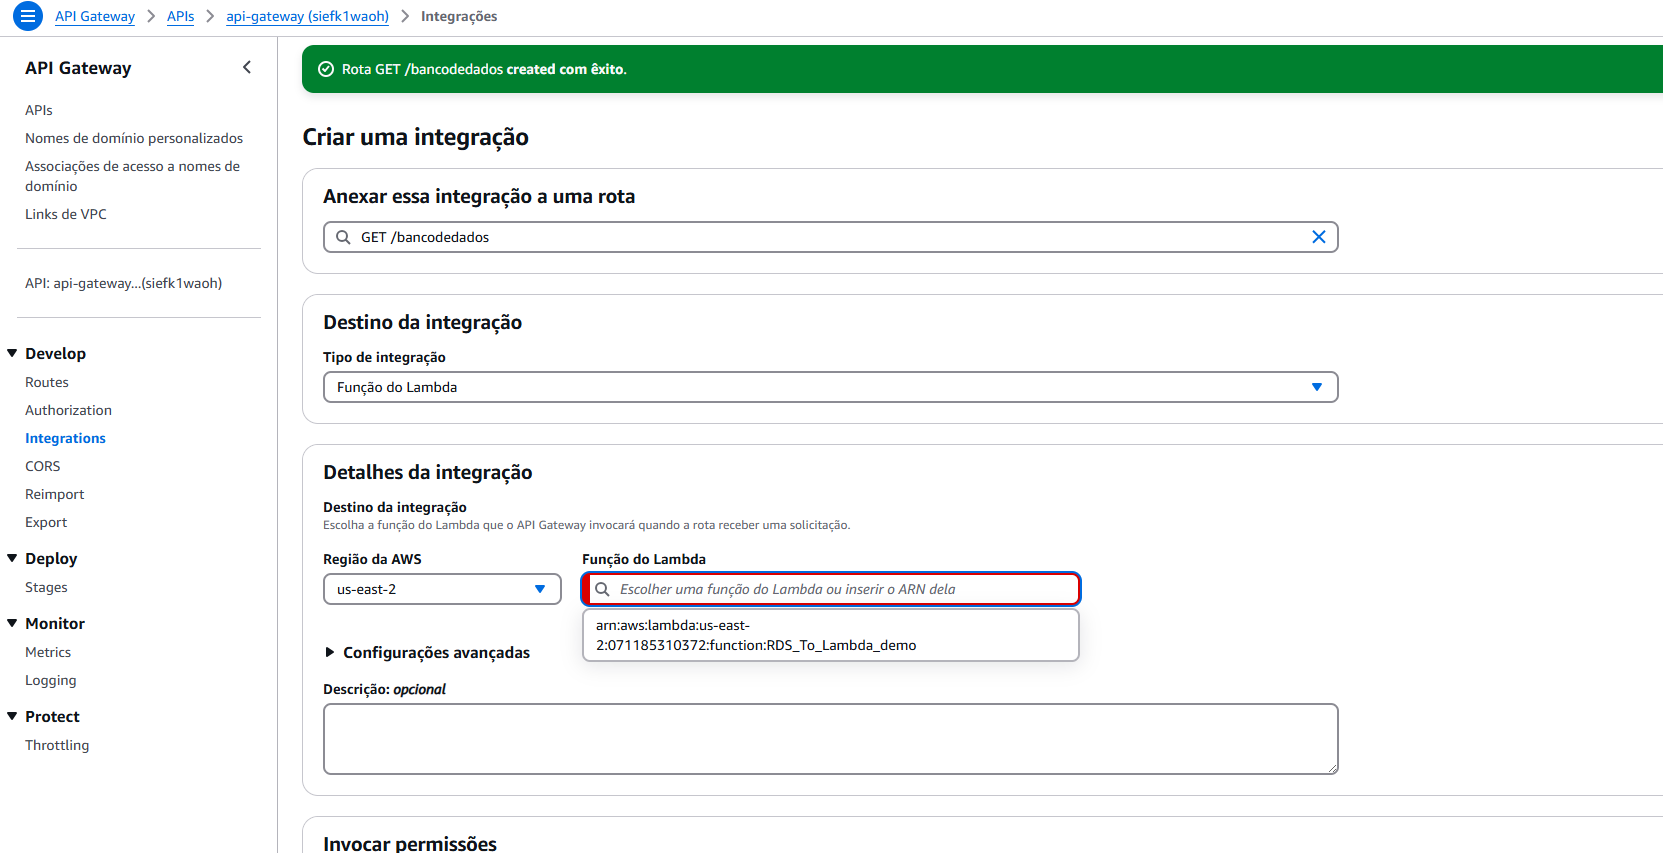 API Gateway > APIs > api-gateway (siefk1waoh) > Integrações
API Gateway
APIs
Nomes de domínio personalizados
Associações de acesso a nomes de
domínio
Links de VPC
API: api-gateway...(siefk1waoh)
Develop
Routes
Authorization
Integrations
CORS
Reimport
Export
Deploy
Stages
Monitor
Metrics
Logging
Protect
Throttling
Rota GET /bancodedados created com êxito.
Criar uma integração
Anexar essa integração a uma rota
GET /bancodedados
Destino da integração
Tipo de integração
Função do Lambda
Detalhes da integração
Destino da integração
Escolha a função do Lambda que o API Gateway invocará quando a rota receber uma solicitação.
Região da AWS
us-east-2
Função do Lambda
Escolher uma função do Lambda ou inserir o ARN dela
arn:aws:lambda:us-east-
2:071185310372:function:RDS_To_Lambda_demo
Configurações avançadas
Descrição: opcional
Invocar permissões